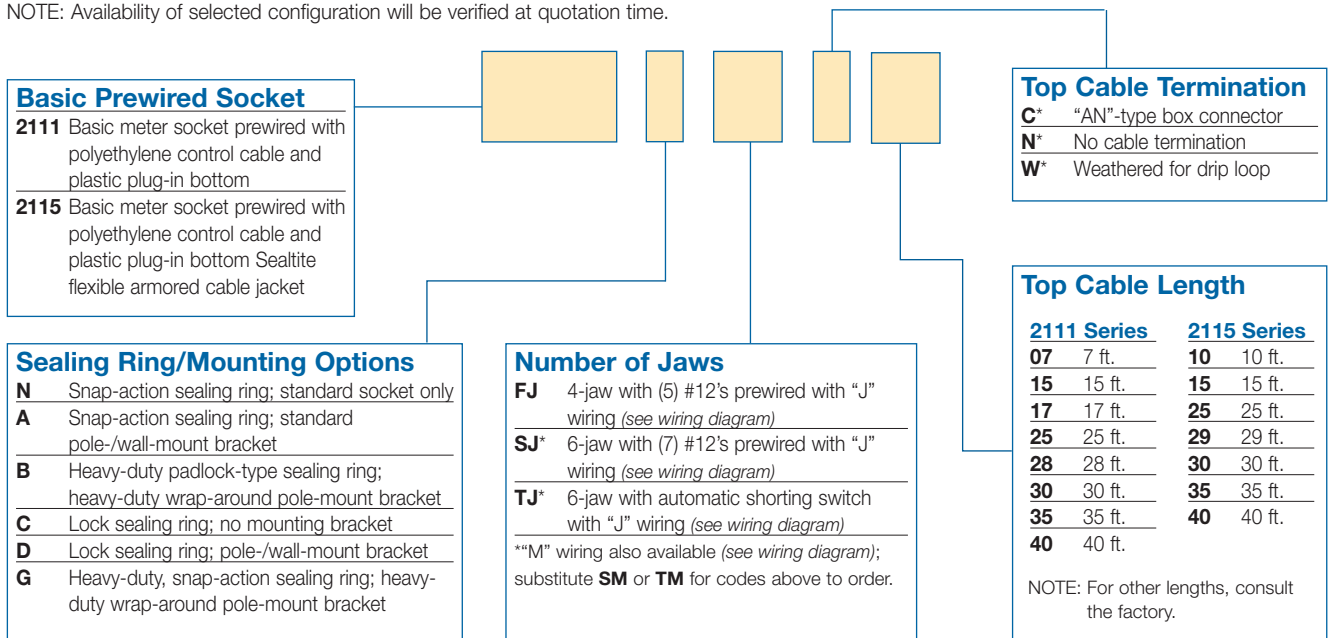 NOTE: Availability of selected configuration will be verified at quotation time.
Basic Prewired Socket
2111 Basic meter socket prewired with
polyethylene control cable and
plastic plug-in bottom
2115 Basic meter socket prewired with
polyethylene control cable and
plastic plug-in bottom Sealtite
flexible armored cable jacket
Top Cable Termination
C* "AN"-type box connector
N* No cable termination
W* Weathered for drip loop
Sealing Ring/Mounting Options
N Snap-action sealing ring; standard socket only
A Snap-action sealing ring; standard
pole-/wall-mount bracket
B Heavy-duty padlock-type sealing ring;
heavy-duty wrap-around pole-mount bracket
C Lock sealing ring; no mounting bracket
D Lock sealing ring; pole-/wall-mount bracket
G Heavy-duty, snap-action sealing ring; heavy-
duty wrap-around pole-mount bracket
Number of Jaws
FJ 4-jaw with (5) #12's prewired with "J"
wiring (see wiring diagram)
SJ* 6-jaw with (7) #12's prewired with "J"
wiring (see wiring diagram)
TJ* 6-jaw with automatic shorting switch
with "J" wiring (see wiring diagram)
*"M" wiring also available (see wiring diagram);
substitute SM or TM for codes above to order.
Top Cable Length
2111 Series
07 7 ft.
15 15 ft.
17 17 ft.
25 25 ft.
28 28 ft.
30 30 ft.
35 35 ft.
40 40 ft.
2115 Series
10 10 ft.
15 15 ft.
25 25 ft.
29 29 ft.
30 30 ft.
35 35 ft.
40 40 ft.
NOTE: For other lengths, consult
the factory.